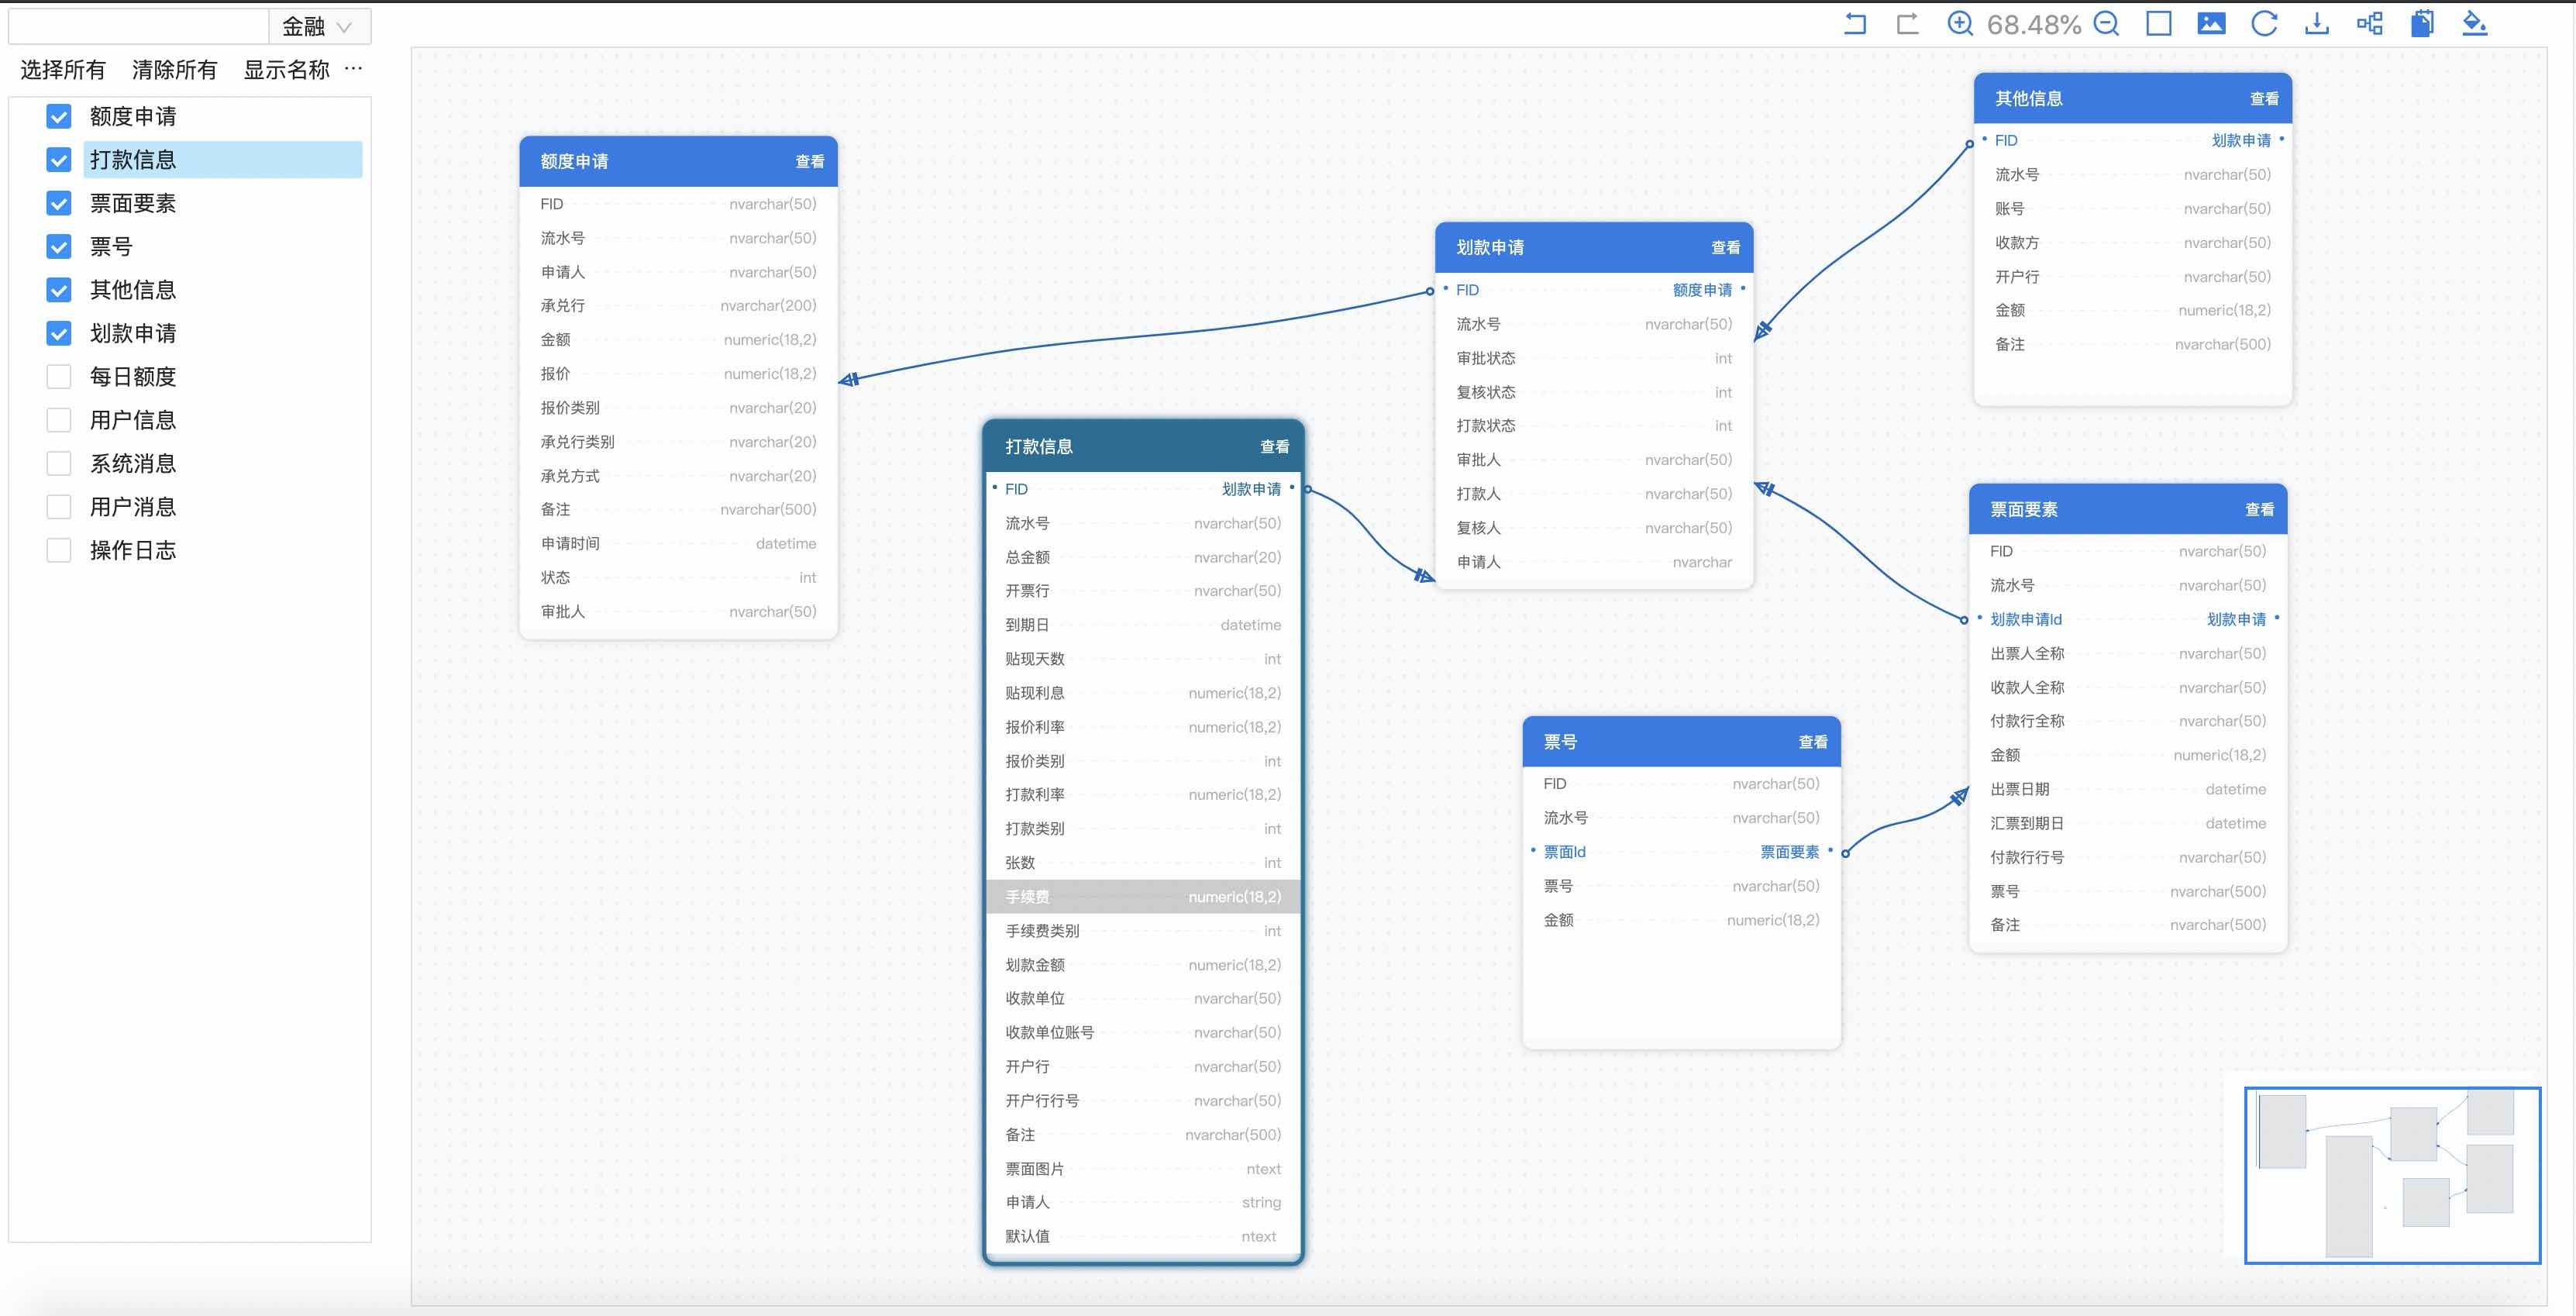 金融
68.48%
选择所有 清除所有 显示名称 ···
额度申请
打款信息
票面要素
票号
其他信息
划款申请
每日额度
用户信息
系统消息
用户消息
操作日志
额度申请 查看
FID nvarchar(50)
流水号 nvarchar(50)
申请人 nvarchar(50)
承兑行 nvarchar(200)
金额 numeric(18,2)
报价 numeric(18,2)
报价类别 nvarchar(20)
承兑行类别 nvarchar(20)
承兑方式 nvarchar(20)
备注 nvarchar(500)
申请时间 datetime
状态 int
审批人 nvarchar(50)
打款信息 查看
FID 划款申请
流水号 nvarchar(50)
总金额 nvarchar(20)
开票行 nvarchar(50)
到期日 datetime
贴现天数 int
贴现利息 numeric(18,2)
报价利率 numeric(18,2)
报价类别 int
打款利率 numeric(18,2)
打款类别 int
张数 int
手续费 numeric(18,2)
手续费类别 int
划款金额 numeric(18,2)
收款单位 nvarchar(50)
收款单位账号 nvarchar(50)
开户行 nvarchar(50)
开户行行号 nvarchar(50)
备注 nvarchar(500)
票面图片 ntext
申请人 string
默认值 ntext
划款申请 查看
FID 额度申请
流水号 nvarchar(50)
审批状态 int
复核状态 int
打款状态 int
审批人 nvarchar(50)
打款人 nvarchar(50)
复核人 nvarchar(50)
申请人 nvarchar
票号 查看
FID nvarchar(50)
流水号 nvarchar(50)
票面Id 票面要素
票号 nvarchar(50)
金额 numeric(18,2)
其他信息 查看
FID 划款申请
流水号 nvarchar(50)
账号 nvarchar(50)
收款方 nvarchar(50)
开户行 nvarchar(50)
金额 numeric(18,2)
备注 nvarchar(500)
票面要素 查看
FID nvarchar(50)
流水号 nvarchar(50)
划款申请Id 划款申请
出票人全称 nvarchar(50)
收款人全称 nvarchar(50)
付款行全称 nvarchar(50)
金额 numeric(18,2)
出票日期 datetime
汇票到期日 datetime
付款行行号 nvarchar(50)
票号 nvarchar(500)
备注 nvarchar(500)